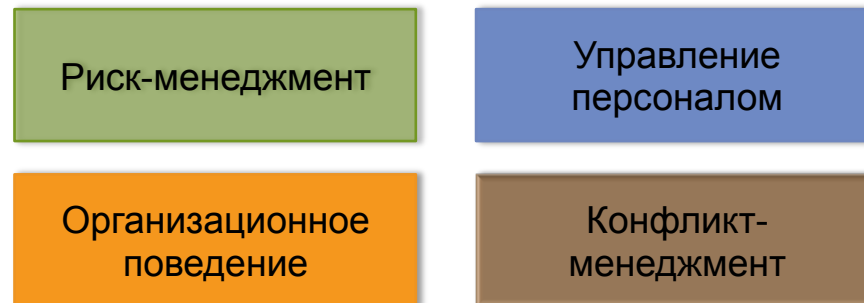 Риск-менеджмент
Управление
персоналом
Организационное
поведение
Конфликт-
менеджмент